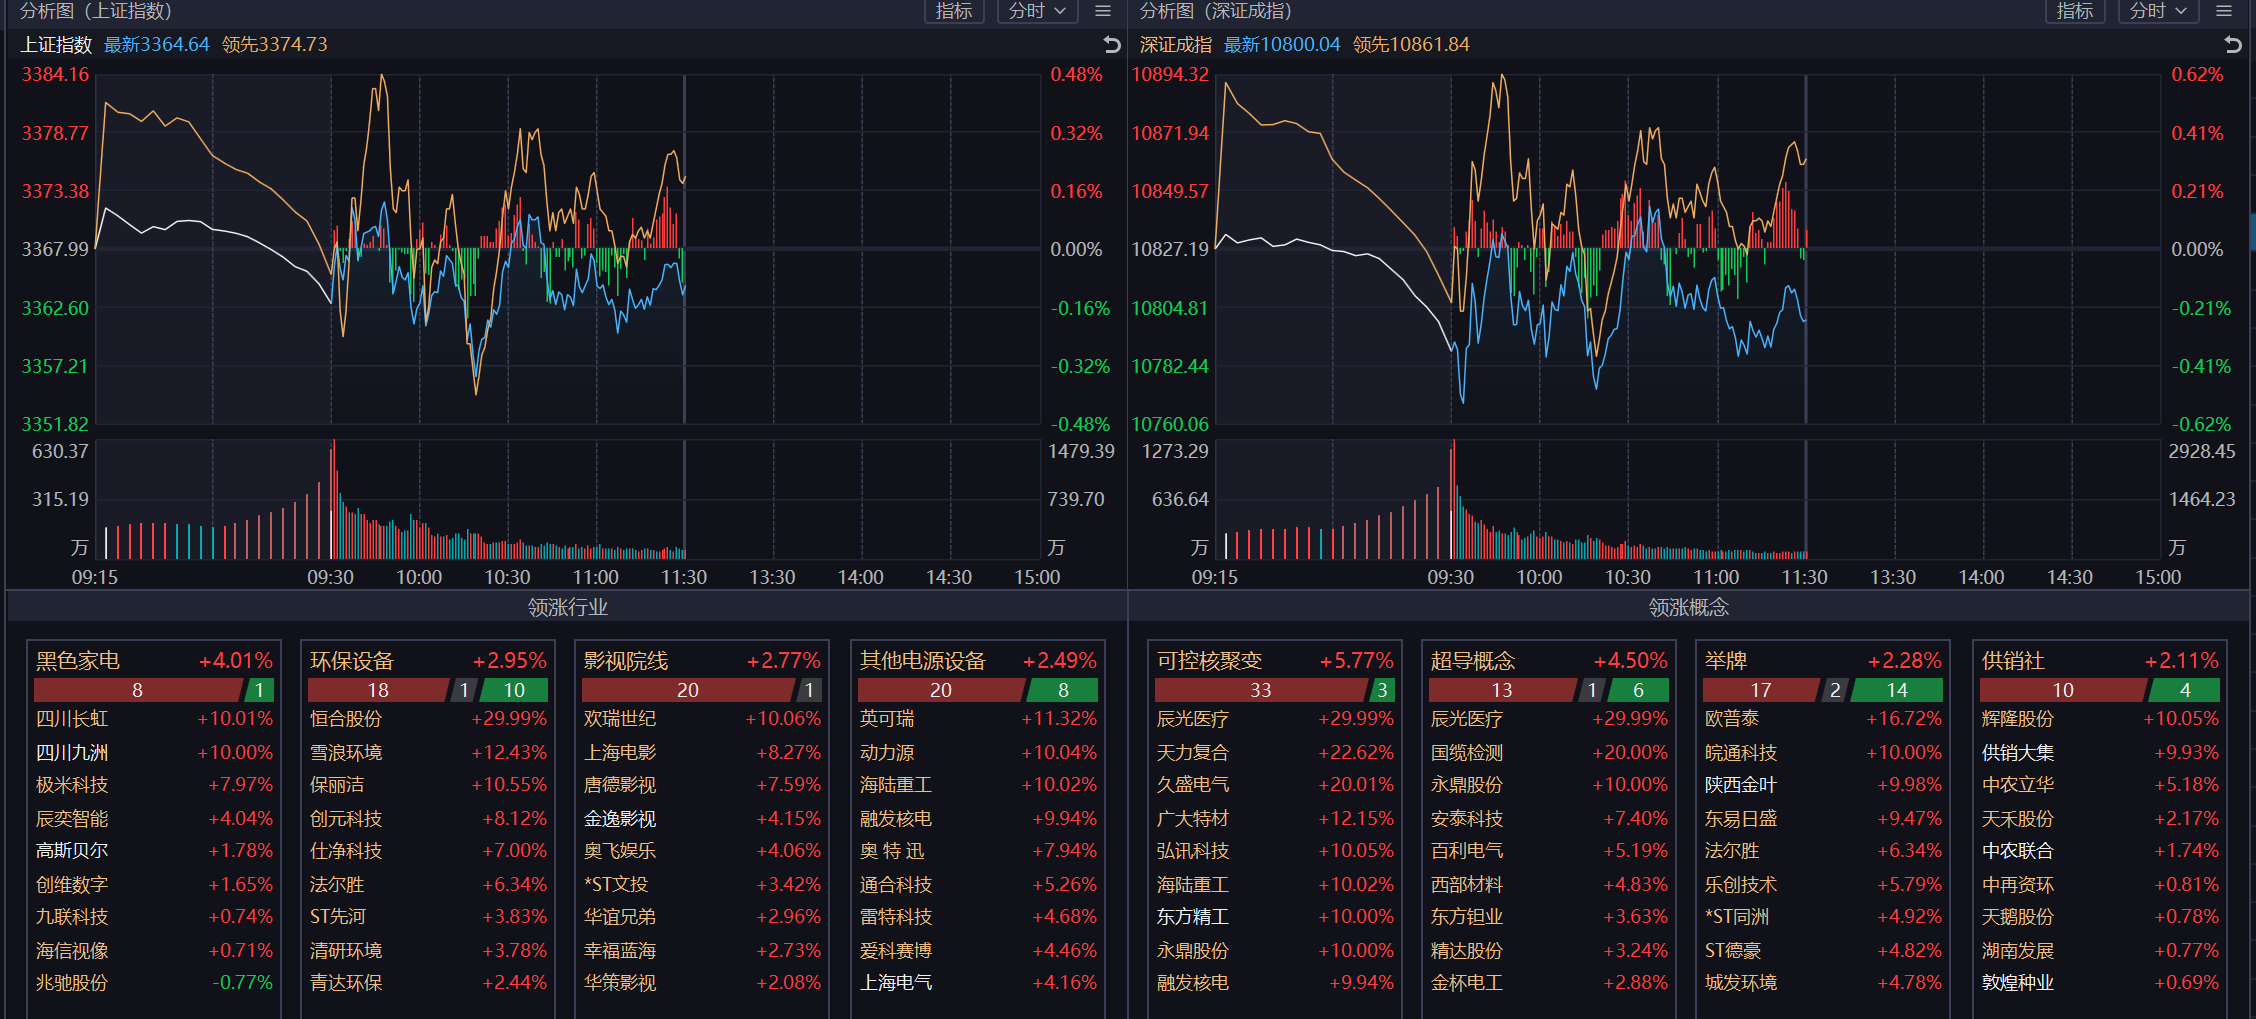 分析图（上证指数）
指标
分时
上证指数 最新3364.64 领先3374.73
3384.16
3378.77
3373.38
3367.99
3362.60
3357.21
3351.82
0.48%
0.32%
0.16%
0.00%
-0.16%
-0.32%
-0.48%
630.37
315.19
万
1479.39
739.70
万
09:15 09:30 10:00 10:30 11:00 11:30 13:30 14:00 14:30 15:00
分析图（深证成指）
指标
分时
深证成指 最新10800.04 领先10861.84
10894.32
10871.94
10849.57
10827.19
10804.81
10782.44
10760.06
0.62%
0.41%
0.21%
0.00%
-0.21%
-0.41%
-0.62%
1273.29
636.64
万
2928.45
1464.23
万
09:15 09:30 10:00 10:30 11:00 11:30 13:30 14:00 14:30 15:00
领涨行业
黑色家电 +4.01%
8 1
四川长虹 +10.01%
四川九洲 +10.00%
极米科技 +7.97%
辰奕智能 +4.04%
高斯贝尔 +1.78%
创维数字 +1.65%
九联科技 +0.74%
海信视像 +0.71%
兆驰股份 -0.77%
环保设备 +2.95%
18 1 10
恒合股份 +29.99%
雪浪环境 +12.43%
保丽洁 +10.55%
创元科技 +8.12%
仕净科技 +7.00%
法尔胜 +6.34%
ST先河 +3.83%
清研环境 +3.78%
青达环保 +2.44%
影视院线 +2.77%
20 1
欢瑞世纪 +10.06%
上海电影 +8.27%
唐德影视 +7.59%
金逸影视 +4.15%
奥飞娱乐 +4.06%
*ST文投 +3.42%
华谊兄弟 +2.96%
幸福蓝海 +2.73%
华策影视 +2.08%
其他电源设备 +2.49%
20 8
英可瑞 +11.32%
动力源 +10.04%
海陆重工 +10.02%
融发核电 +9.94%
奥 特 迅 +7.94%
通合科技 +5.26%
雷特科技 +4.68%
爱科赛博 +4.46%
上海电气 +4.16%
领涨概念
可控核聚变 +5.77%
33 3
辰光医疗 +29.99%
天力复合 +22.62%
久盛电气 +20.01%
广大特材 +12.15%
弘讯科技 +10.05%
海陆重工 +10.02%
东方精工 +10.00%
永鼎股份 +10.00%
融发核电 +9.94%
超导概念 +4.50%
13 1 6
辰光医疗 +29.99%
国缆检测 +20.00%
永鼎股份 +10.00%
安泰科技 +7.40%
百利电气 +5.19%
西部材料 +4.83%
东方钽业 +3.63%
精达股份 +3.24%
金杯电工 +2.88%
举牌 +2.28%
17 2 14
欧普泰 +16.72%
皖通科技 +10.00%
陕西金叶 +9.98%
东易日盛 +9.47%
法尔胜 +6.34%
乐创技术 +5.79%
*ST同洲 +4.92%
ST德豪 +4.82%
城发环境 +4.78%
供销社 +2.11%
10 4
辉隆股份 +10.05%
供销大集 +9.93%
中农立华 +5.18%
天禾股份 +2.17%
中农联合 +1.74%
中再资环 +0.81%
天鹅股份 +0.78%
湖南发展 +0.77%
敦煌种业 +0.69%